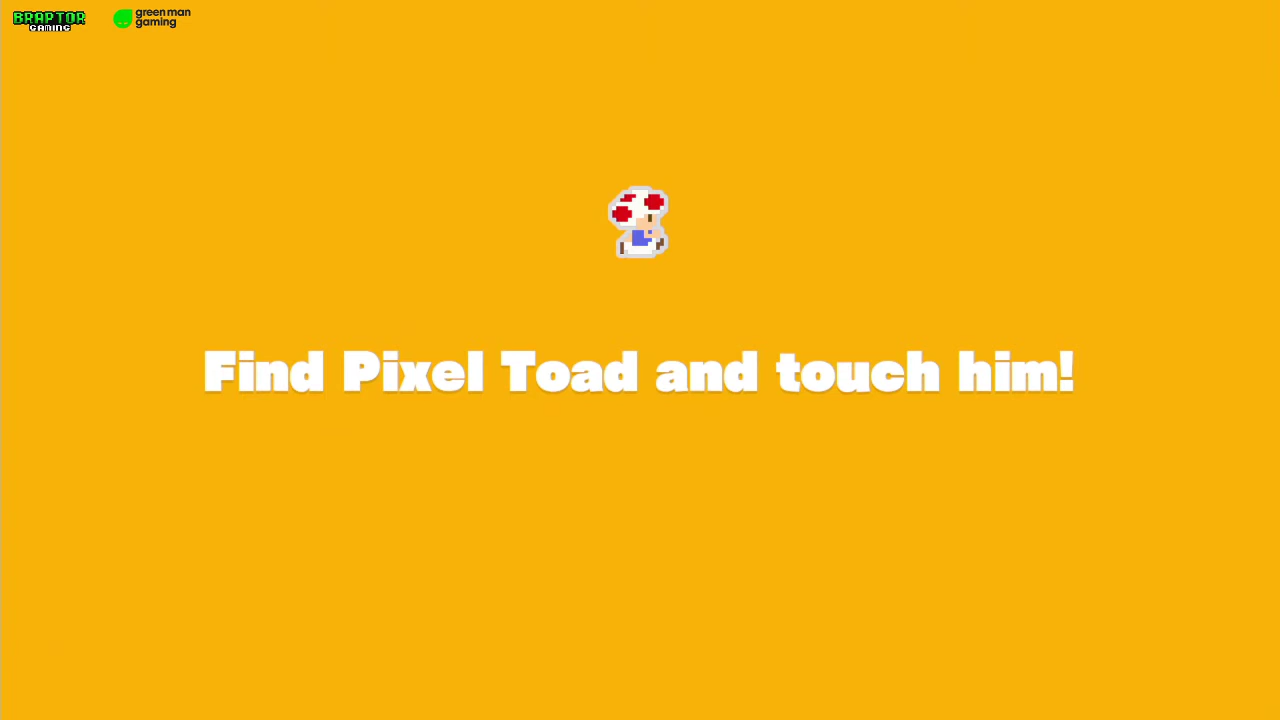 BRAPTOR
GAMING
green man
gaming
Find Pixel Toad and touch him!